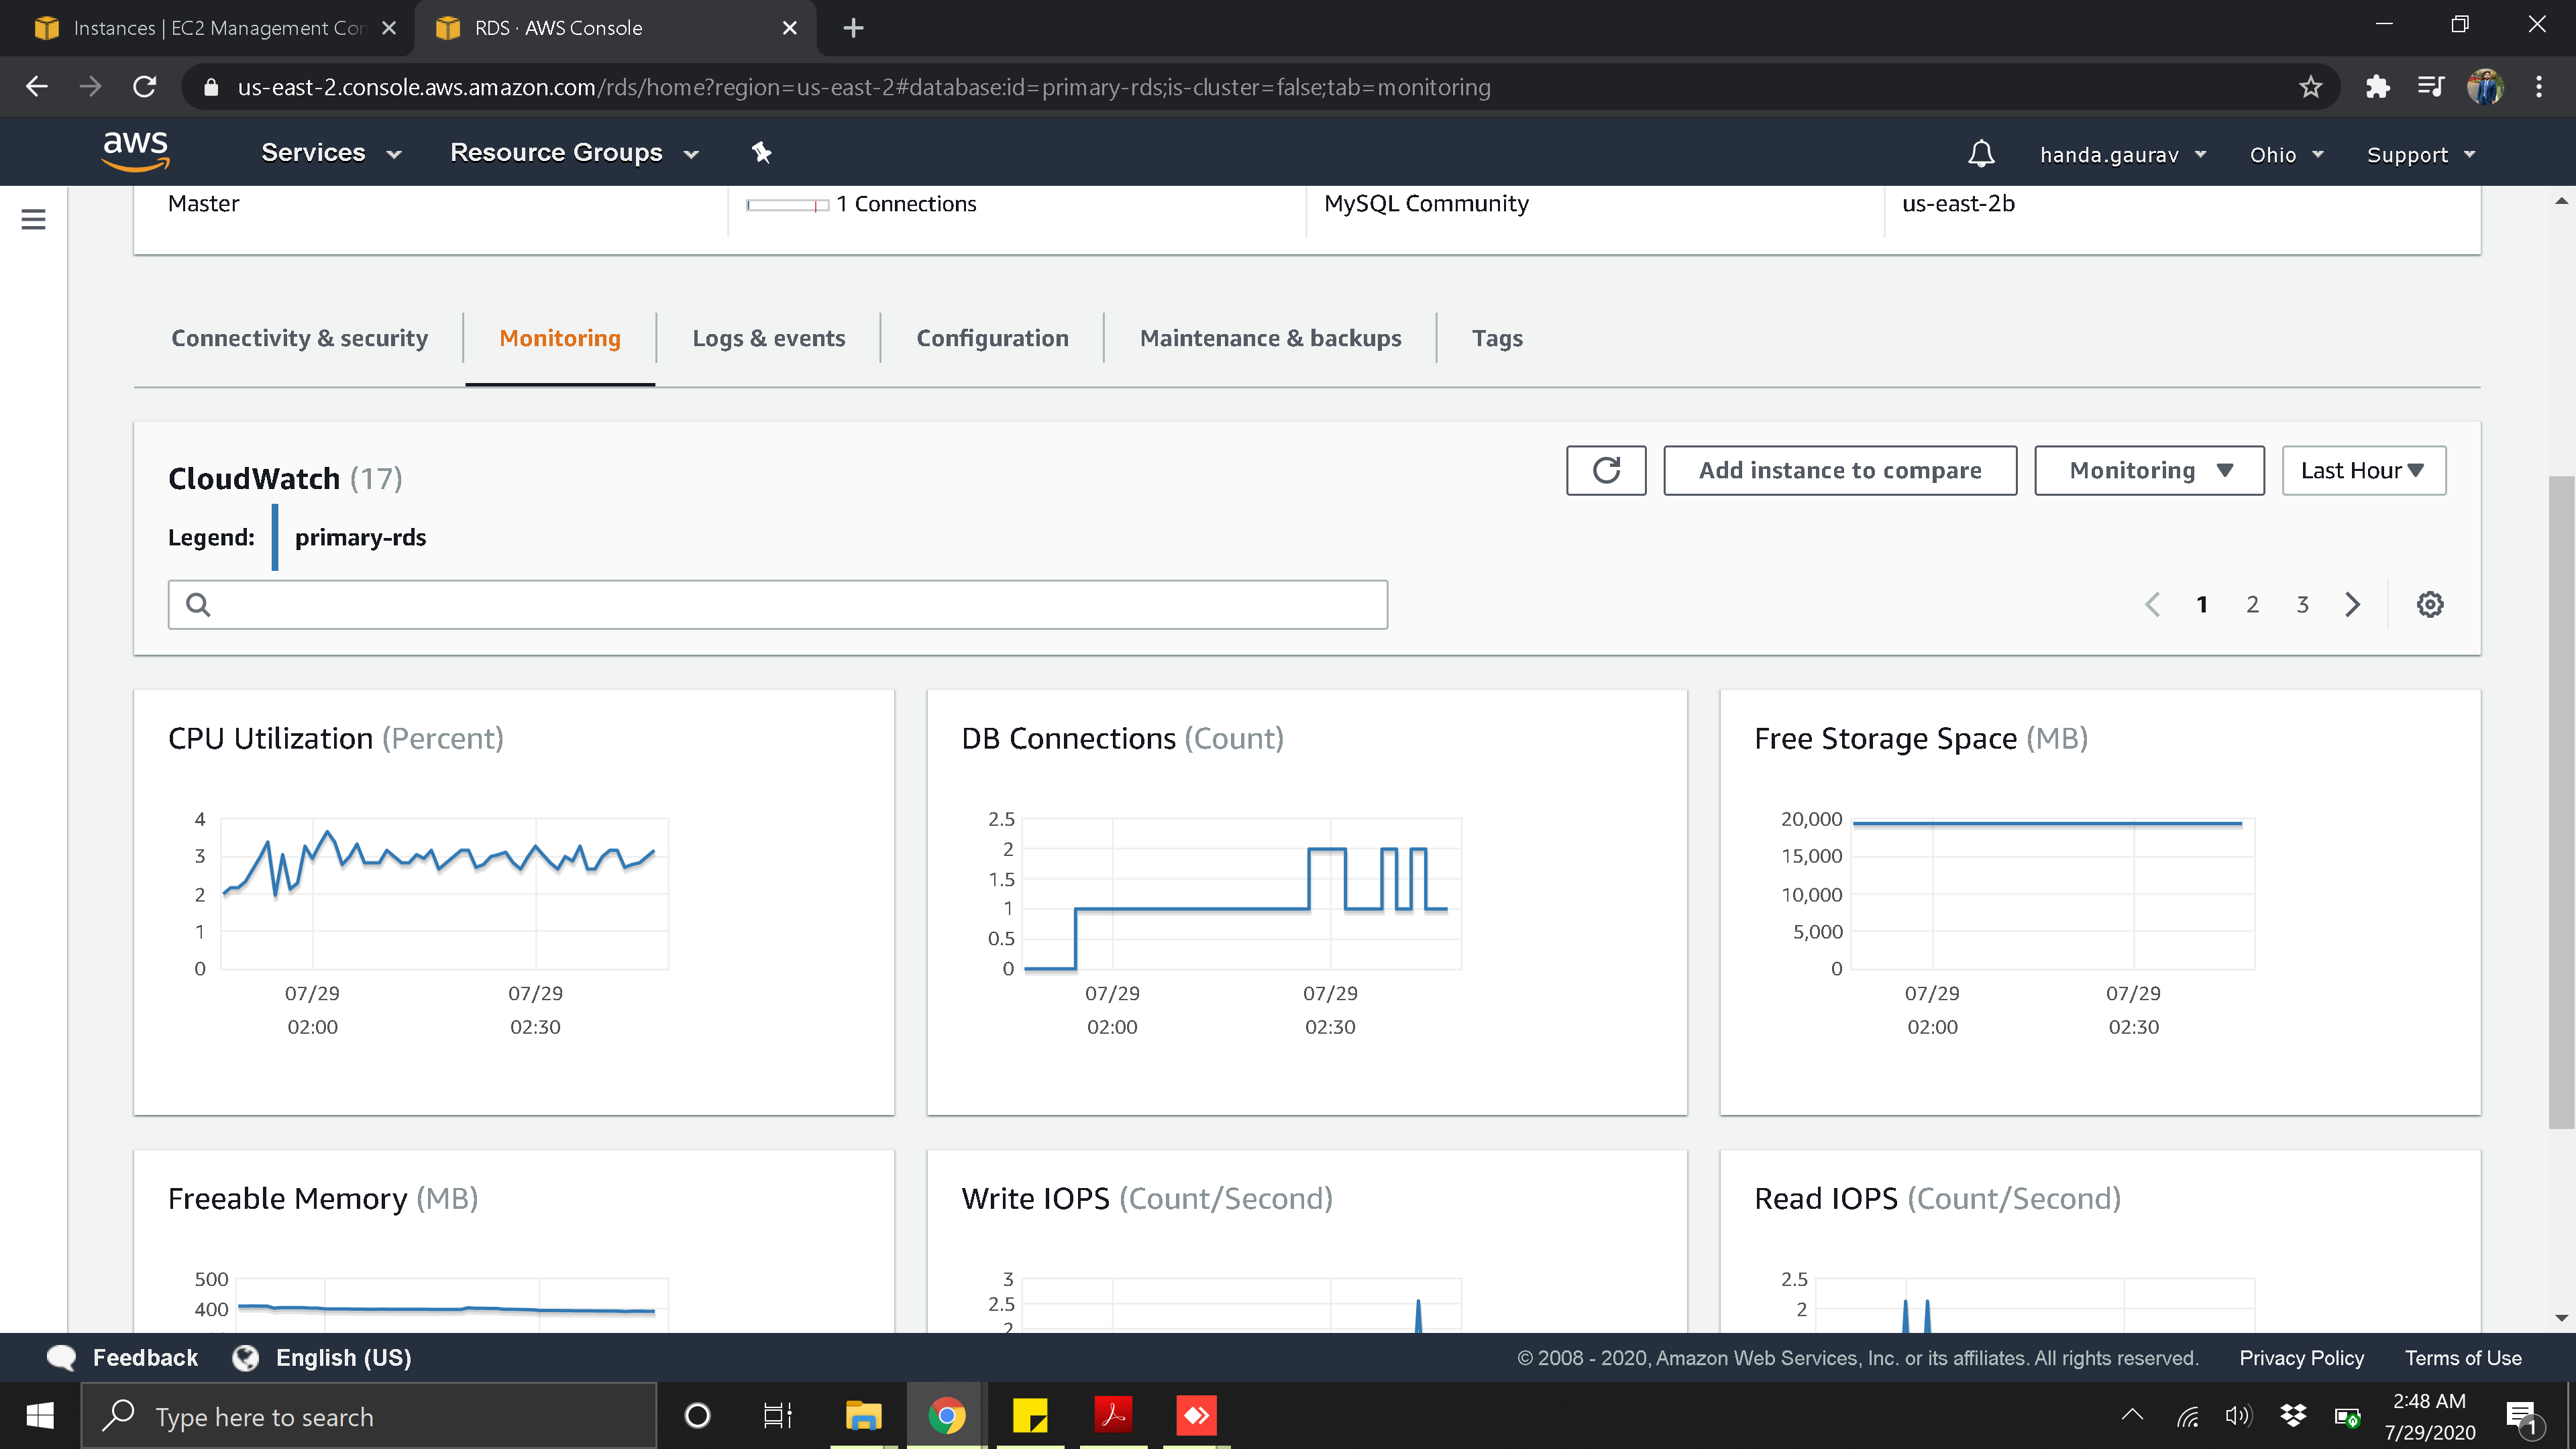 Instances | EC2 Management Con
RDS · AWS Console
us-east-2.console.aws.amazon.com/rds/home?region=us-east-2#database:id=primary-rds;is-cluster=false;tab=monitoring
aws Services Resource Groups handa.gaurav Ohio Support
Master 1 Connections MySQL Community us-east-2b
Connectivity & security Monitoring Logs & events Configuration Maintenance & backups Tags
CloudWatch (17) Add instance to compare Monitoring Last Hour
Legend: primary-rds
1 2 3
CPU Utilization (Percent)
4
3
2
1
0
07/29 07/29
02:00 02:30
DB Connections (Count)
2.5
2
1.5
1
0.5
0
07/29 07/29
02:00 02:30
Free Storage Space (MB)
20,000
15,000
10,000
5,000
0
07/29 07/29
02:00 02:30
Freeable Memory (MB)
500
400
Write IOPS (Count/Second)
3
2.5
2
Read IOPS (Count/Second)
2.5
2
Feedback English (US) © 2008 - 2020, Amazon Web Services, Inc. or its affiliates. All rights reserved. Privacy Policy Terms of Use
Type here to search
2:48 AM
7/29/2020
1